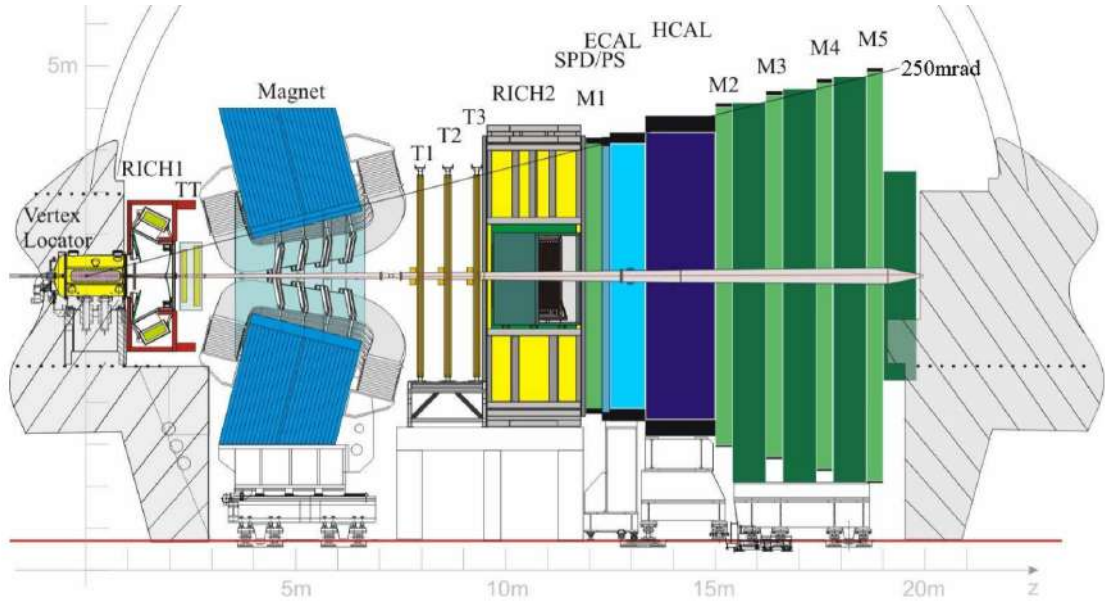 5m
ECAL
HCAL
SPD/PS
M4
M5
M3
250mrad
M2
Magnet
RICH2
M1
T3
T2
T1
RICH1
TT
Vertex
Locator
5m
10m
15m
20m
z